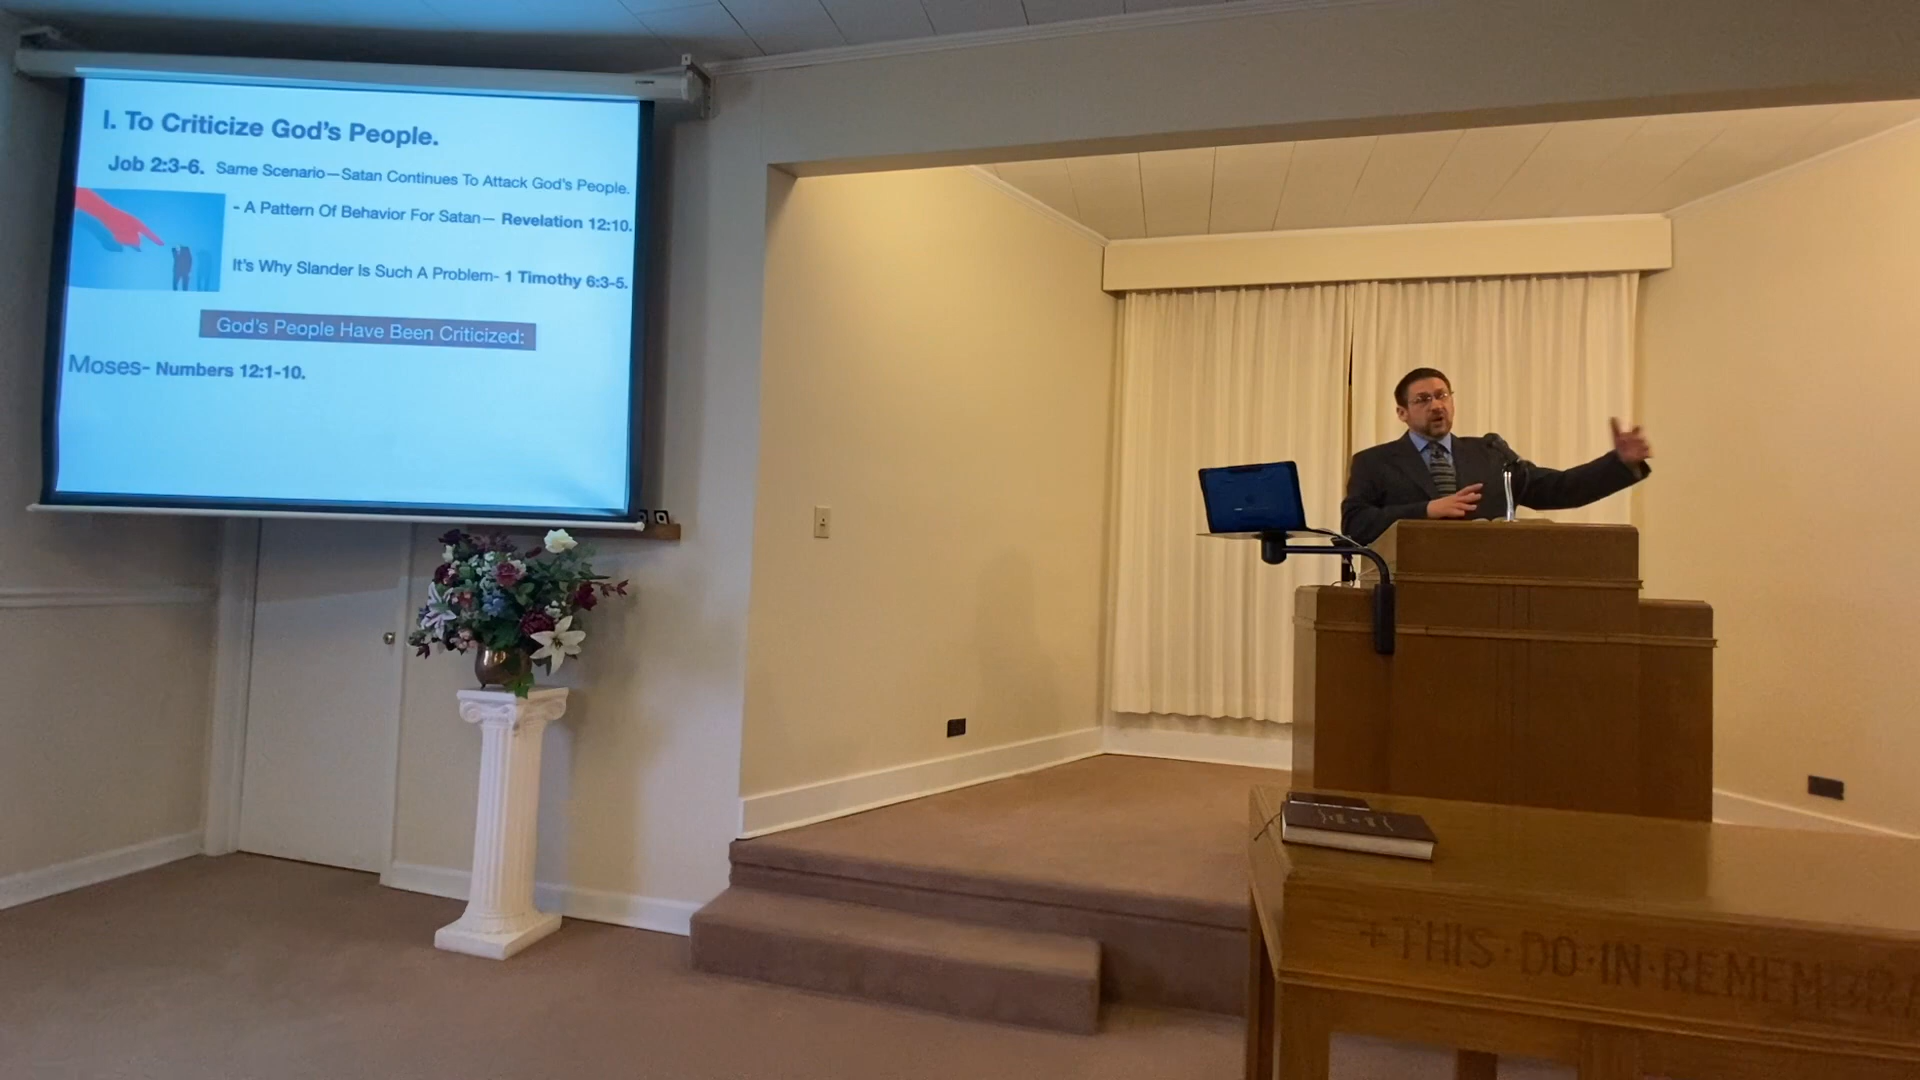 I. To Criticize God's People.
Job 2:3-6. Same Scenario—Satan Continues To Attack God's People.
- A Pattern Of Behavior For Satan— Revelation 12:10.
It's Why Slander Is Such A Problem- 1 Timothy 6:3-5.
God's People Have Been Criticized:
Moses- Numbers 12:1-10.
+THIS·DO·IN·REMEMBRA